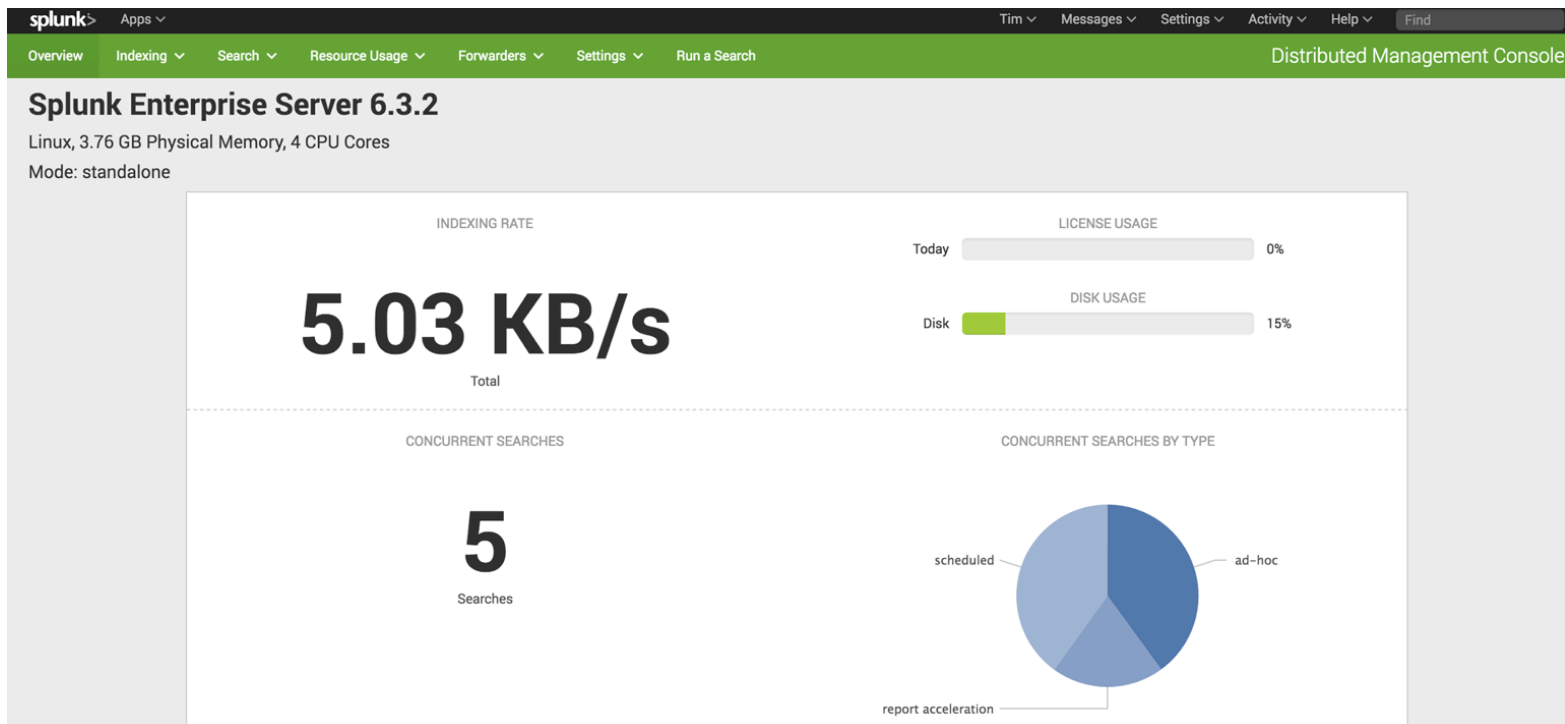 splunk> Apps Tim Messages Settings Activity Help Find
Overview Indexing Search Resource Usage Forwarders Settings Run a Search Distributed Management Console
Splunk Enterprise Server 6.3.2
Linux, 3.76 GB Physical Memory, 4 CPU Cores
Mode: standalone
INDEXING RATE
5.03 KB/s
Total
LICENSE USAGE
Today 0%
DISK USAGE
Disk 15%
CONCURRENT SEARCHES
5
Searches
CONCURRENT SEARCHES BY TYPE
scheduled ad-hoc
report acceleration